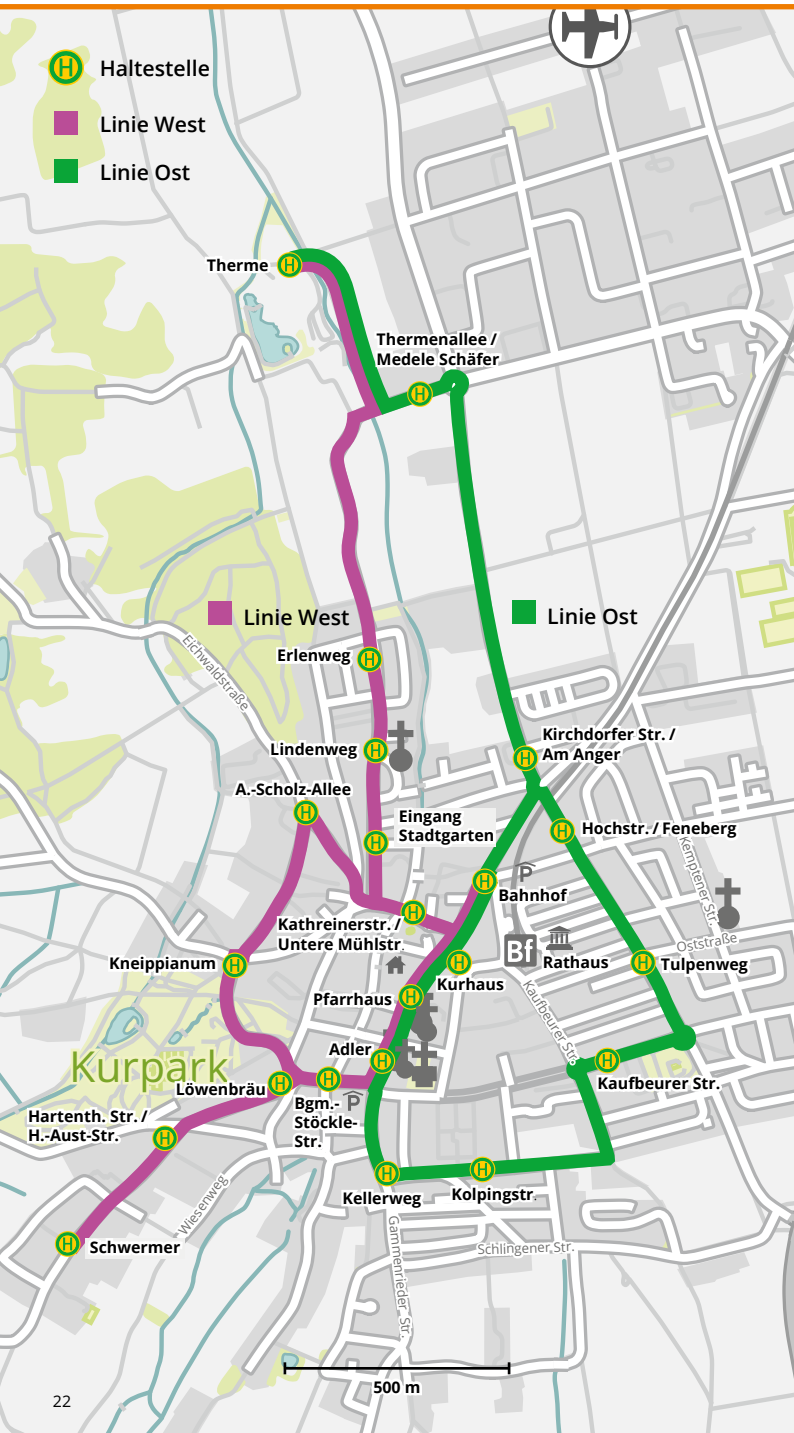 Haltestelle
Linie West
Linie Ost
Therme
Thermenallee /
Medele Schäfer
Linie West
Linie Ost
Eichwaldstraße
Erlenweg
Lindenweg
Kirchdorfer Str. /
Am Anger
A.-Scholz-Allee
Eingang
Stadtgarten
Hochstr. / Feneberg
Kemptener Str.
P
Bahnhof
Kathreinerstr. /
Untere Mühlstr.
Bf
Rathaus
Oststraße
Tulpenweg
Kneippianum
Kurhaus
Pfarrhaus
Kaufbeurer Str.
Adler
Kurpark
Löwenbräu
Kaufbeurer Str.
P
Bgm.-
Stöckle-
Str.
Hartenth. Str. /
H.-Aust-Str.
Kellerweg
Kolpingstr.
Wiesenweg
Schwermer
Gammenrieder Str.
Schlingener Str.
500 m
22